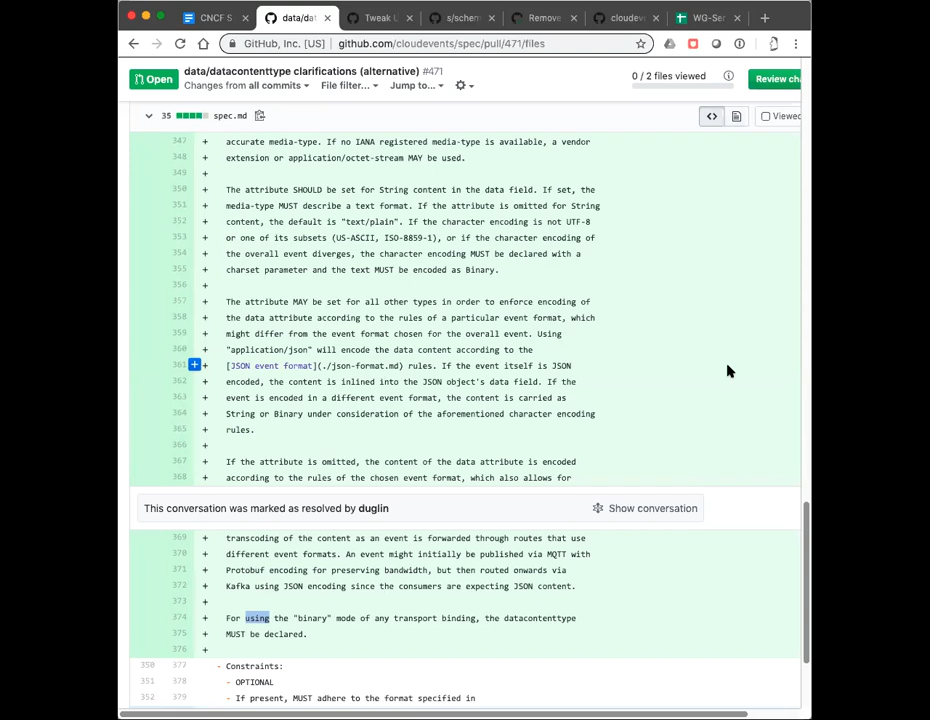 CNCF S
data/dat
Tweak
s/schem
Remove
cloudev
WG-Ser
GitHub, Inc. [US] | github.com/cloudevents/spec/pull/471/files
Open
data/datacontenttype clarifications (alternative) #471
Changes from all commits
File filter...
Jump to...
0 / 2 files viewed
Review cha
35 spec.md
Viewed
347 + accurate media-type. If no IANA registered media-type is available, a vendor
348 + extension or application/octet-stream MAY be used.
349 +
350 + The attribute SHOULD be set for String content in the data field. If set, the
351 + media-type MUST describe a text format. If the attribute is omitted for String
352 + content, the default is "text/plain". If the character encoding is not UTF-8
353 + or one of its subsets (US-ASCII, ISO-8859-1), or if the character encoding of
354 + the overall event diverges, the character encoding MUST be declared with a
355 + charset parameter and the text MUST be encoded as Binary.
356 +
357 + The attribute MAY be set for all other types in order to enforce encoding of
358 + the data attribute according to the rules of a particular event format, which
359 + might differ from the event format chosen for the overall event. Using
360 + "application/json" will encode the data content according to the
361 + [JSON event format](./json-format.md) rules. If the event itself is JSON
362 + encoded, the content is inlined into the JSON object's data field. If the
363 + event is encoded in a different event format, the content is carried as
364 + String or Binary under consideration of the aforementioned character encoding
365 + rules.
366 +
367 + If the attribute is omitted, the content of the data attribute is encoded
368 + according to the rules of the chosen event format, which also allows for
This conversation was marked as resolved by duglin
Show conversation
369 + transcoding of the content as an event is forwarded through routes that use
370 + different event formats. An event might initially be published via MQTT with
371 + Protobuf encoding for preserving bandwidth, but then routed onwards via
372 + Kafka using JSON encoding since the consumers are expecting JSON content.
373 +
374 + For using the "binary" mode of any transport binding, the datacontenttype
375 + MUST be declared.
376 +
350 377 - Constraints:
351 378 - OPTIONAL
352 379 - If present, MUST adhere to the format specified in